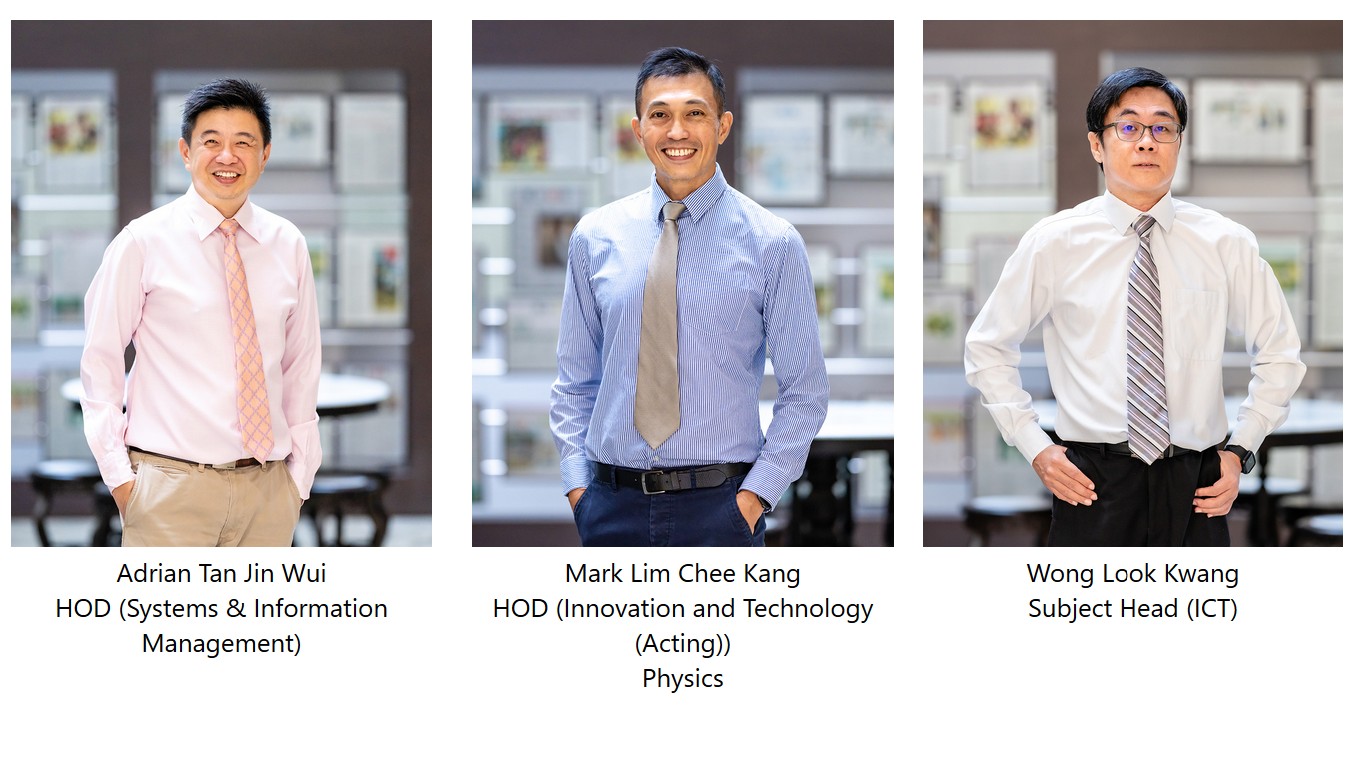 Adrian Tan Jin Wui
HOD (Systems & Information
Management)
Mark Lim Chee Kang
HOD (Innovation and Technology
(Acting))
Physics
Wong Look Kwang
Subject Head (ICT)